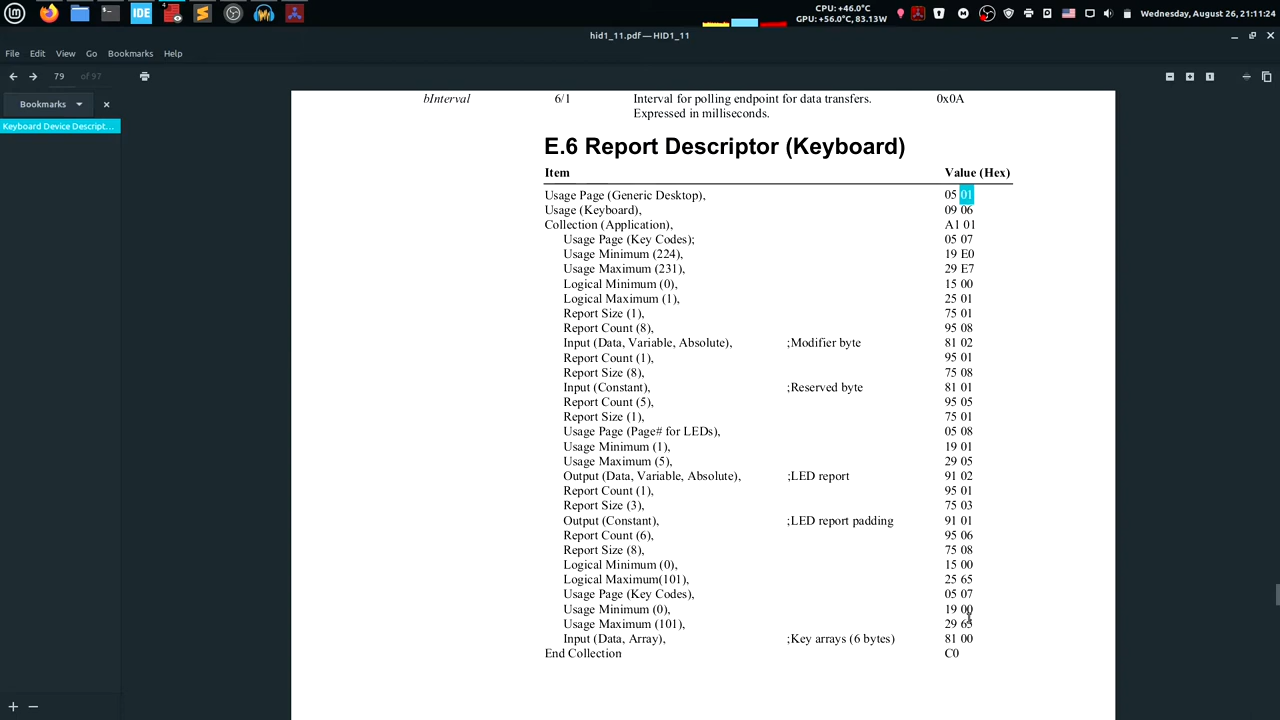 IDE
CPU: +46.0°C
GPU: +56.0°C, 83.13W
Wednesday, August 26, 21:11:24
hid1_11.pdf — HID1_11
File Edit View Go Bookmarks Help
79 of 97
Bookmarks
Keyboard Device Descript...
bInterval 6/1 Interval for polling endpoint for data transfers. 0x0A
Expressed in milliseconds.
E.6 Report Descriptor (Keyboard)
Item Value (Hex)
Usage Page (Generic Desktop), 05 01
Usage (Keyboard), 09 06
Collection (Application), A1 01
Usage Page (Key Codes); 05 07
Usage Minimum (224), 19 E0
Usage Maximum (231), 29 E7
Logical Minimum (0), 15 00
Logical Maximum (1), 25 01
Report Size (1), 75 01
Report Count (8), 95 08
Input (Data, Variable, Absolute), ;Modifier byte 81 02
Report Count (1), 95 01
Report Size (8), 75 08
Input (Constant), ;Reserved byte 81 01
Report Count (5), 95 05
Report Size (1), 75 01
Usage Page (Page# for LEDs), 05 08
Usage Minimum (1), 19 01
Usage Maximum (5), 29 05
Output (Data, Variable, Absolute), ;LED report 91 02
Report Count (1), 95 01
Report Size (3), 75 03
Output (Constant), ;LED report padding 91 01
Report Count (6), 95 06
Report Size (8), 75 08
Logical Minimum (0), 15 00
Logical Maximum(101), 25 65
Usage Page (Key Codes), 05 07
Usage Minimum (0), 19 00
Usage Maximum (101), 29 65
Input (Data, Array), ;Key arrays (6 bytes) 81 00
End Collection C0